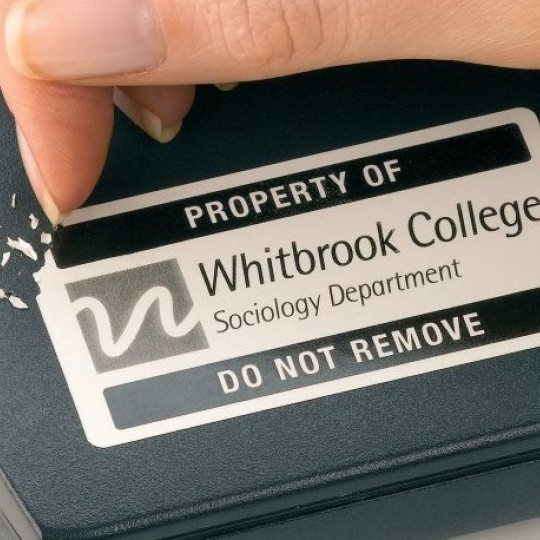 PROPERTY OF
Whitbrook College
Sociology Department
DO NOT REMOVE